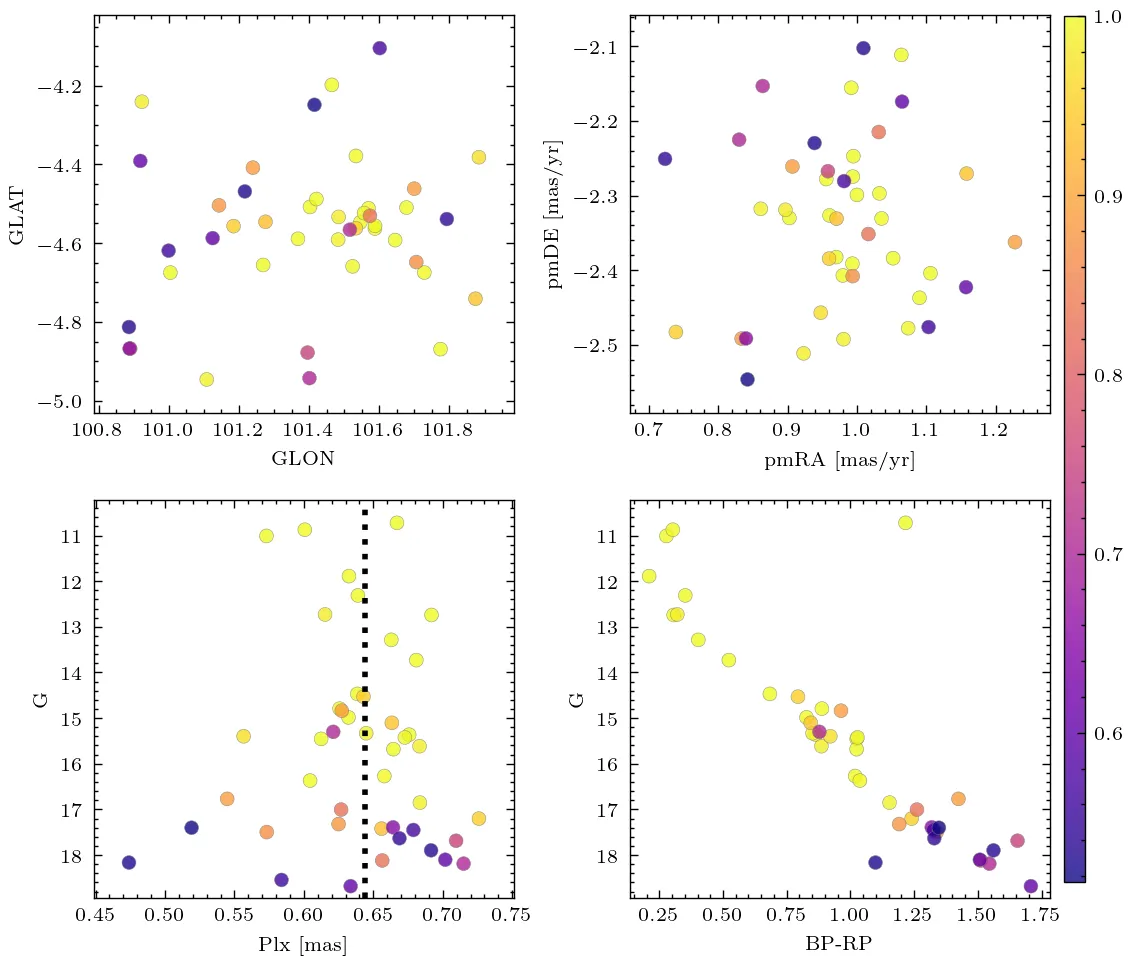 −4.2
−4.4
−4.6
−4.8
−5.0
GLAT
100.8 101.0 101.2 101.4 101.6 101.8
GLON
−2.1
−2.2
−2.3
−2.4
−2.5
pmDE [mas/yr]
0.7 0.8 0.9 1.0 1.1 1.2
pmRA [mas/yr]
1.0
0.9
0.8
0.7
0.6
11
12
13
14
15
16
17
18
G
0.45 0.50 0.55 0.60 0.65 0.70 0.75
Plx [mas]
11
12
13
14
15
16
17
18
G
0.25 0.50 0.75 1.00 1.25 1.50 1.75
BP-RP